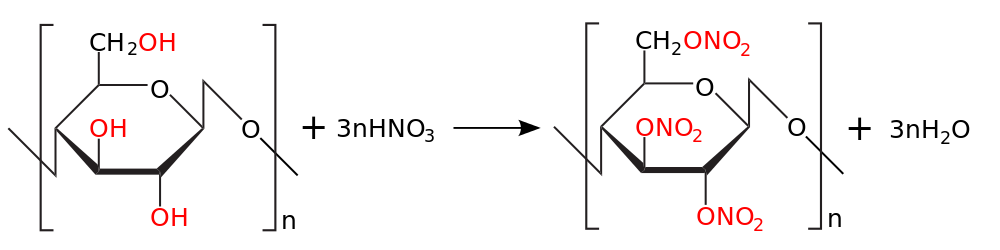 CH₂OH
O
OH
O
OH
n
+ 3nHNO₃
CH₂ONO₂
O
ONO₂
O
ONO₂
n
+ 3nH₂O